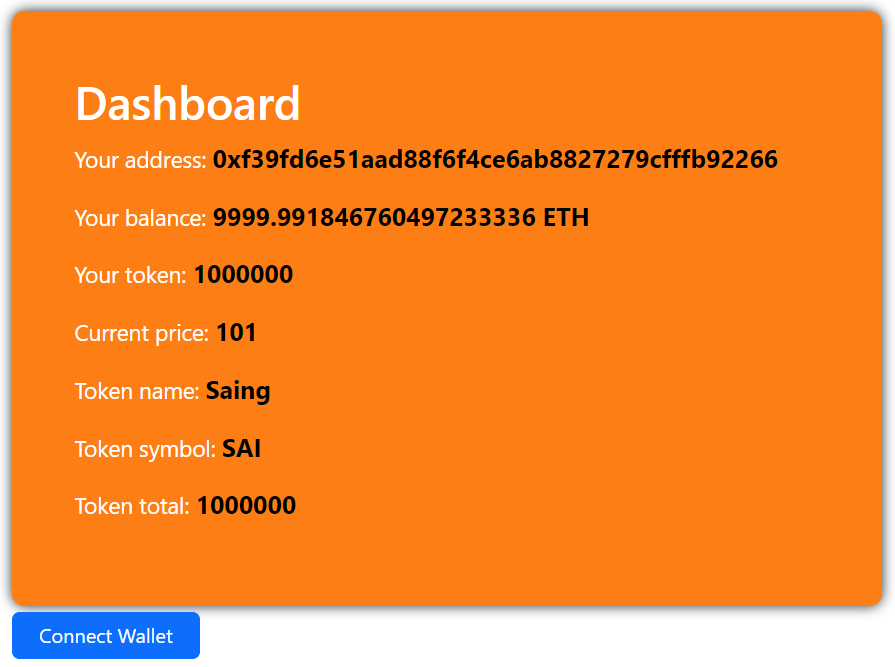 Dashboard
Your address: 0xf39fd6e51aad88f6f4ce6ab8827279cfffb92266
Your balance: 9999.991846760497233336 ETH
Your token: 1000000
Current price: 101
Token name: Saing
Token symbol: SAI
Token total: 1000000
Connect Wallet